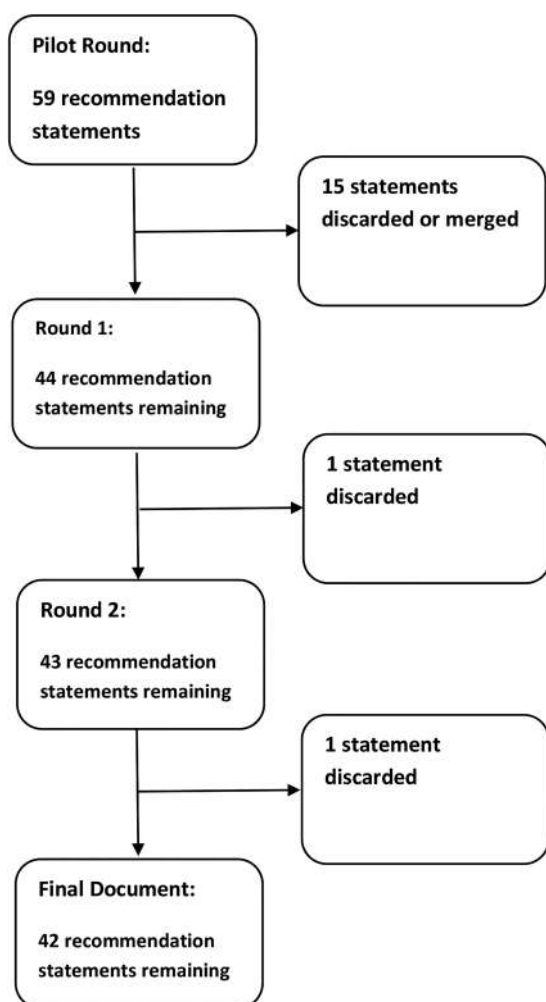 Pilot Round:
59 recommendation
statements
15 statements
discarded or merged
Round 1:
44 recommendation
statements remaining
1 statement
discarded
Round 2:
43 recommendation
statements remaining
1 statement
discarded
Final Document:
42 recommendation
statements remaining